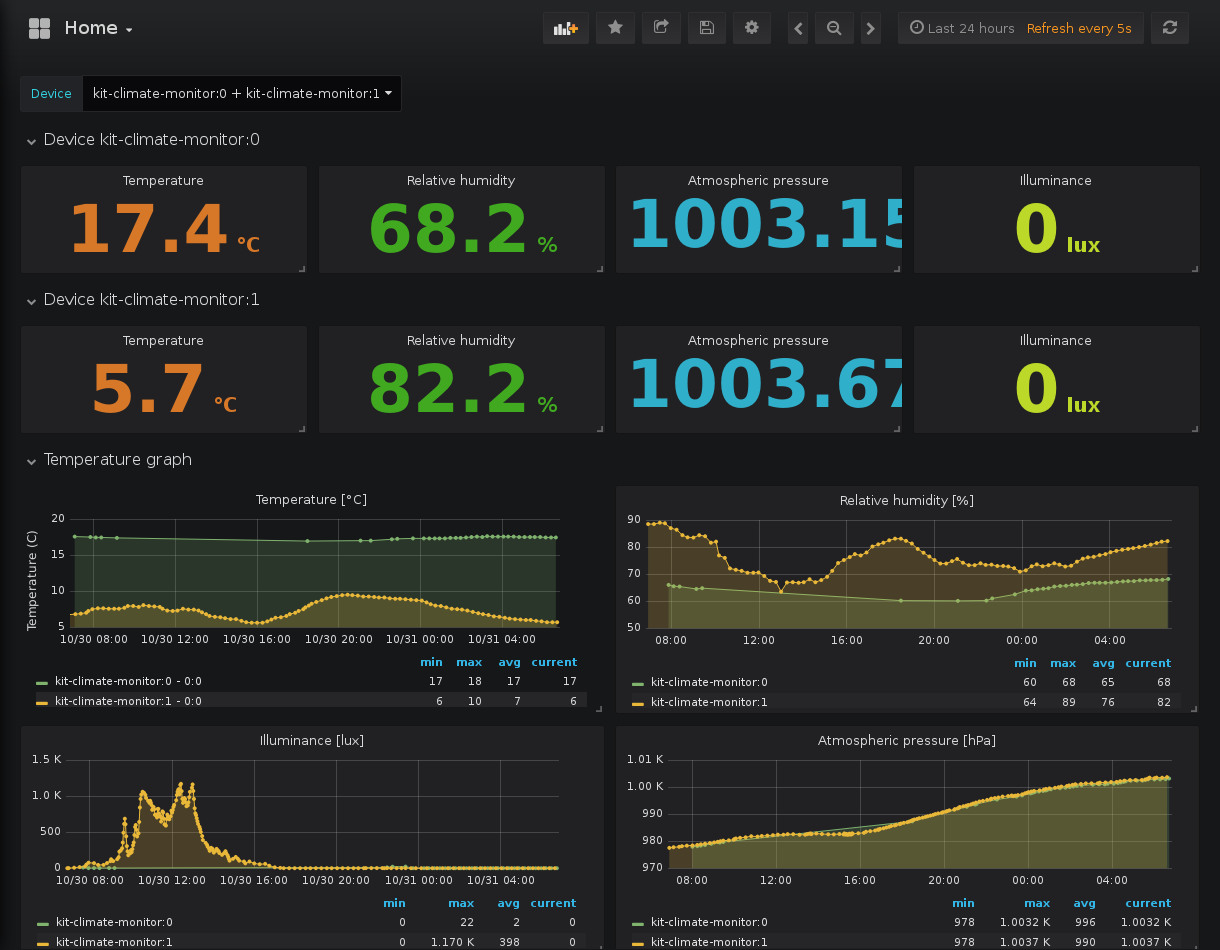 Home
Last 24 hours Refresh every 5s
Device kit-climate-monitor:0 + kit-climate-monitor:1
Device kit-climate-monitor:0
Temperature Relative humidity Atmospheric pressure Illuminance
17.4 °C 68.2 % 1003.15 0 lux
Device kit-climate-monitor:1
Temperature Relative humidity Atmospheric pressure Illuminance
5.7 °C 82.2 % 1003.67 0 lux
Temperature graph
Temperature [°C]
Temperature (C)
20
15
10
5
10/30 08:00 10/30 12:00 10/30 16:00 10/30 20:00 10/31 00:00 10/31 04:00
min max avg current
kit-climate-monitor:0 - 0:0 17 18 17 17
kit-climate-monitor:1 - 0:0 6 10 7 6
Relative humidity [%]
90
80
70
60
50
08:00 12:00 16:00 20:00 00:00 04:00
min max avg current
kit-climate-monitor:0 60 68 65 68
kit-climate-monitor:1 64 89 76 82
Illuminance [lux]
1.5 K
1.0 K
500
0
10/30 08:00 10/30 12:00 10/30 16:00 10/30 20:00 10/31 00:00 10/31 04:00
min max avg current
kit-climate-monitor:0 0 22 2 0
kit-climate-monitor:1 0 1.170 K 398 0
Atmospheric pressure [hPa]
1.01 K
1.00 K
990
980
970
08:00 12:00 16:00 20:00 00:00 04:00
min max avg current
kit-climate-monitor:0 978 1.0032 K 996 1.0032 K
kit-climate-monitor:1 978 1.0037 K 990 1.0037 K